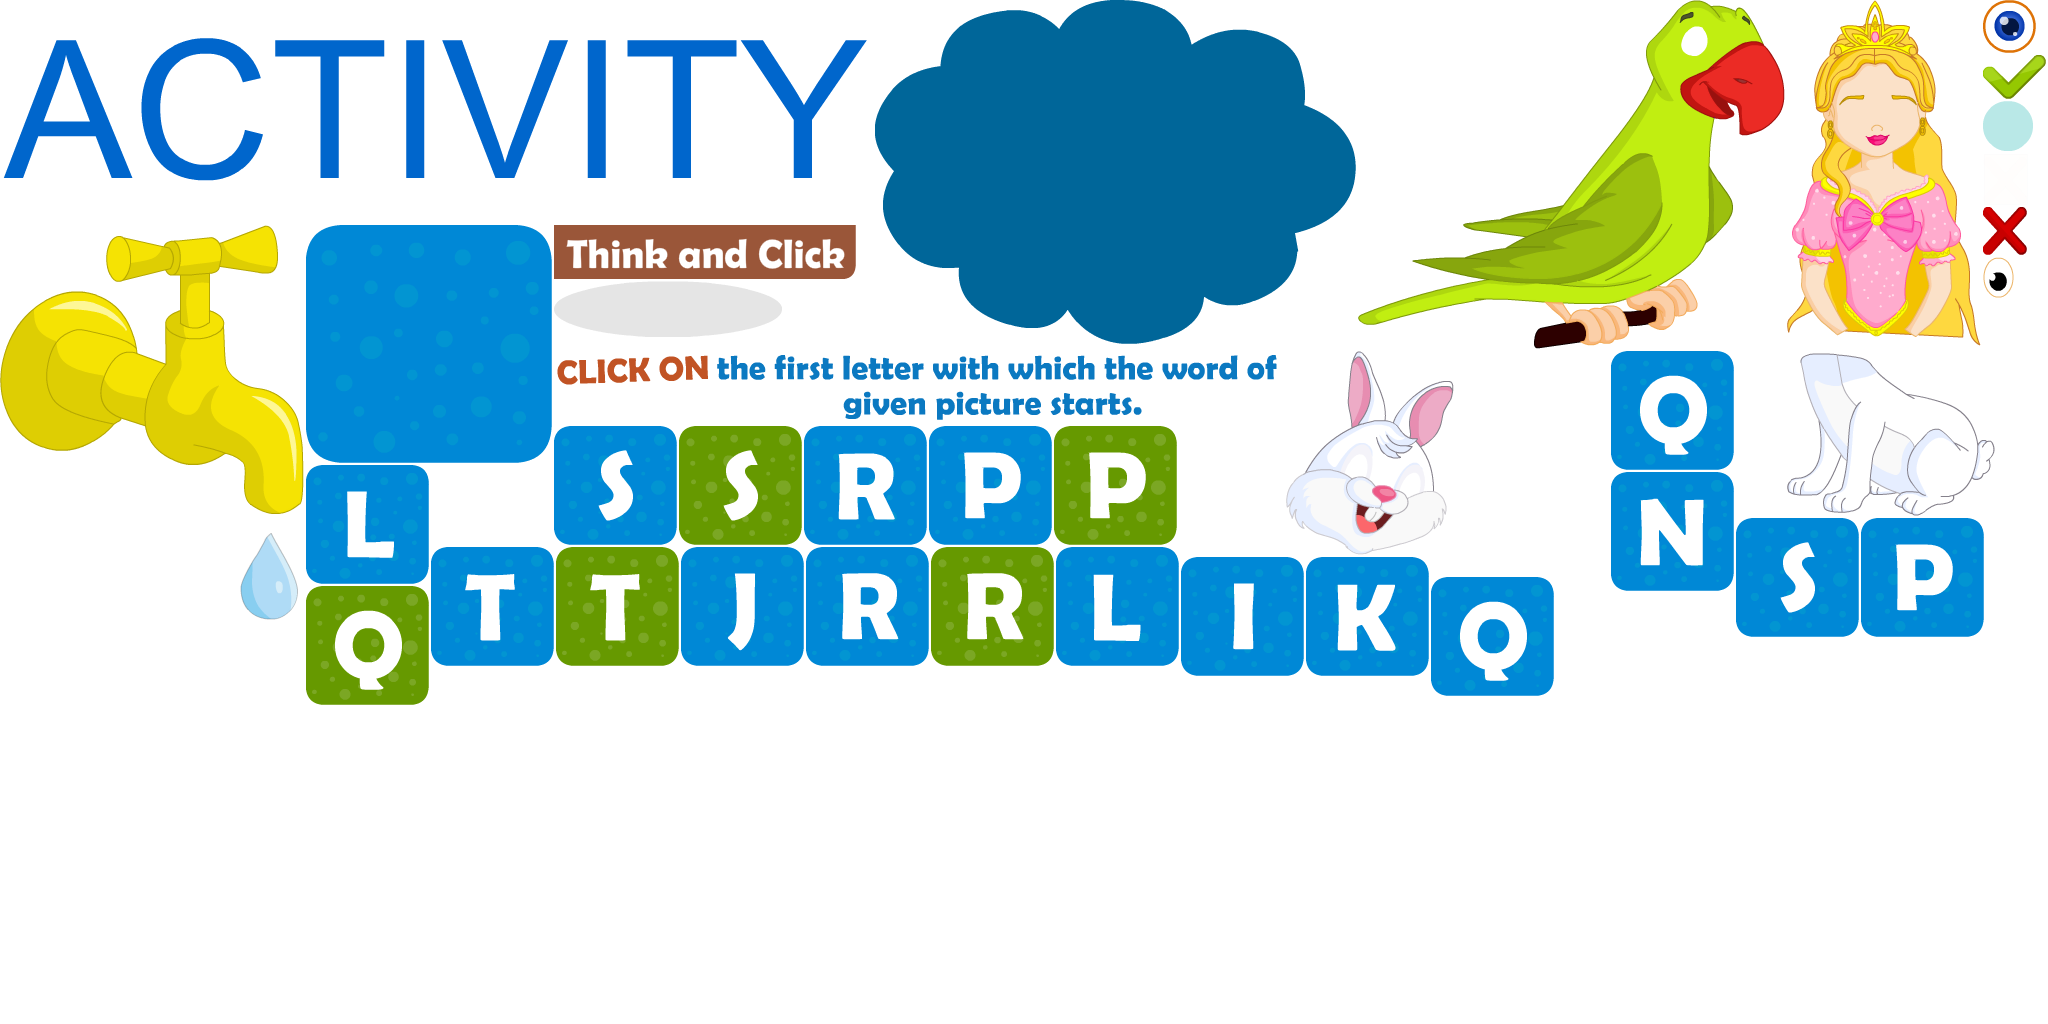 ACTIVITY
Think and Click
CLICK ON the first letter with which the word of
given picture starts.
S S R P P
L
Q
T T J R R L I K Q
Q
N
S P